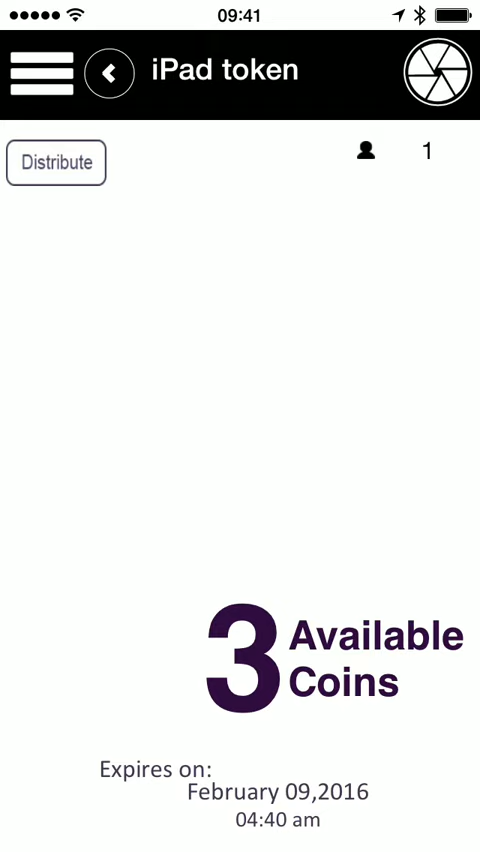 09:41
iPad token
Distribute
1
3 Available
Coins
Expires on:
February 09,2016
04:40 am